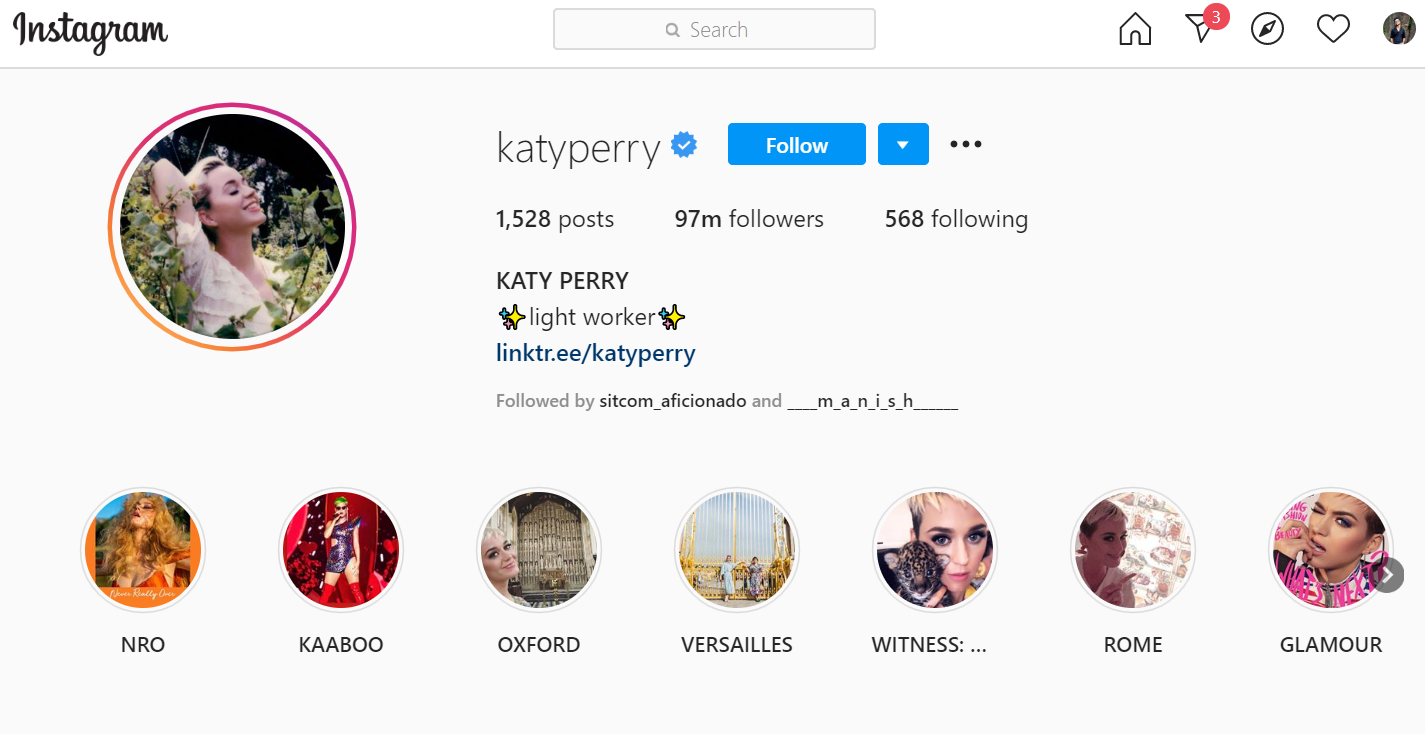 Instagram
Search
3
katyperry
Follow
1,528 posts 97m followers 568 following
KATY PERRY
✨light worker✨
linktr.ee/katyperry
Followed by sitcom_aficionado and ____m_a_n_i_s_h______
Never Really Over
NRO KAABOO OXFORD VERSAILLES WITNESS: ... ROME GLAMOUR